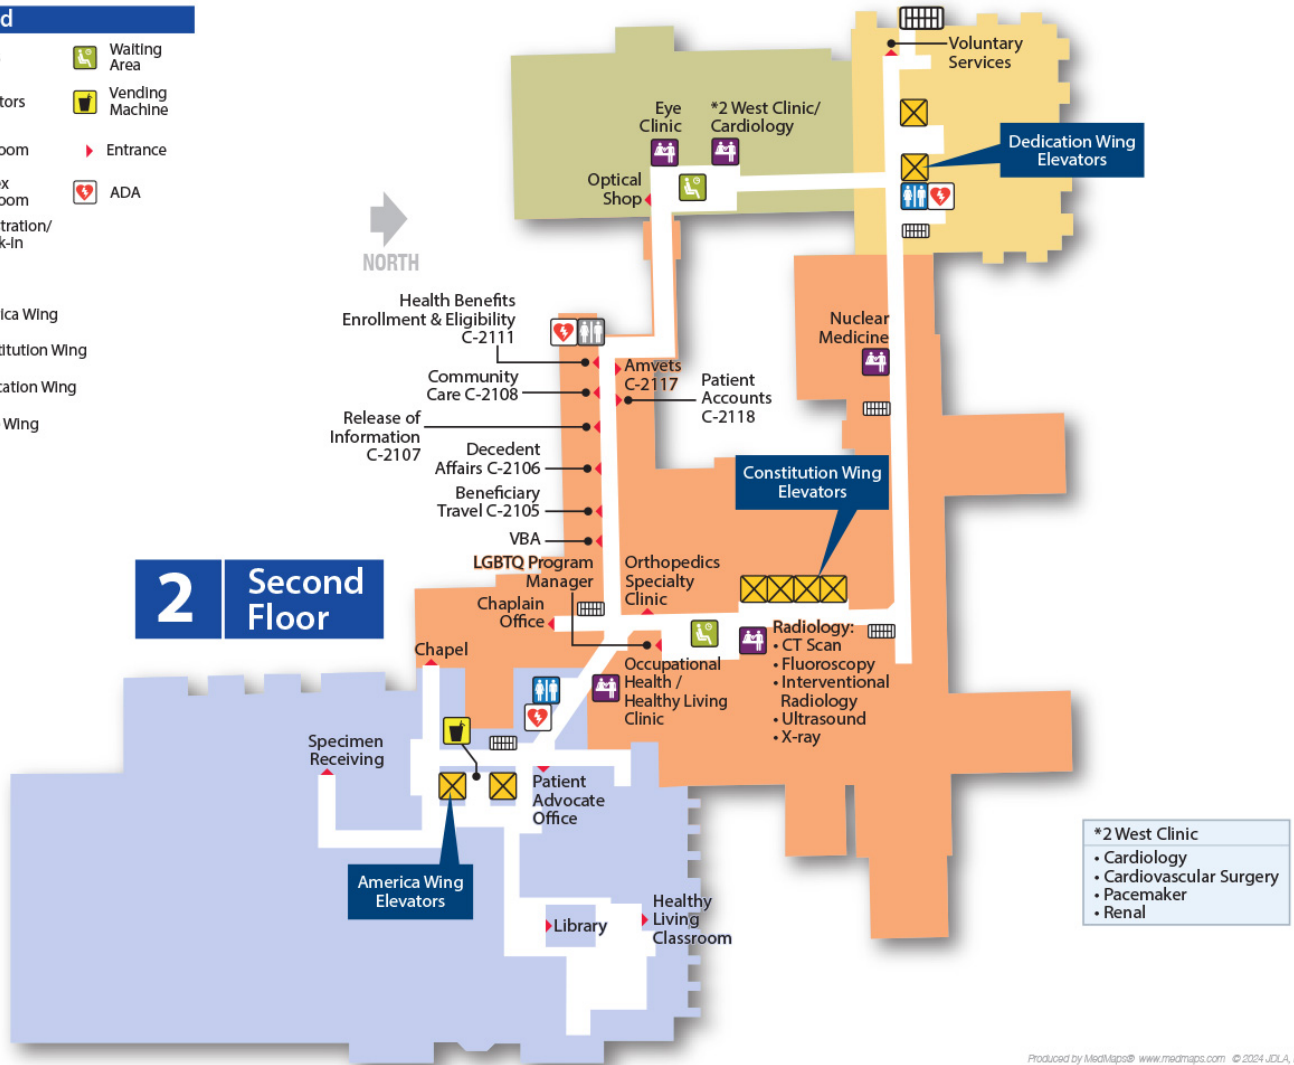 d
Waiting
Area
tors
Vending
Machine
oom
Entrance
ex
oom
ADA
stration/
k-in
ica Wing
titution Wing
cation Wing
Wing
NORTH
Voluntary
Services
Eye
Clinic
*2 West Clinic/
Cardiology
Dedication Wing
Elevators
Optical
Shop
Health Benefits
Enrollment & Eligibility
C-2111
Nuclear
Medicine
Community
Care C-2108
Amvets
C-2117
Patient
Accounts
C-2118
Release of
Information
C-2107
Decedent
Affairs C-2106
Constitution Wing
Elevators
Beneficiary
Travel C-2105
VBA
LGBTQ Program
Manager
Orthopedics
Specialty
Clinic
2
Second
Floor
Chaplain
Office
Radiology:
• CT Scan
• Fluoroscopy
• Interventional
Radiology
• Ultrasound
• X-ray
Chapel
Occupational
Health /
Healthy Living
Clinic
Specimen
Receiving
Patient
Advocate
Office
America Wing
Elevators
Library
Healthy
Living
Classroom
*2 West Clinic
• Cardiology
• Cardiovascular Surgery
• Pacemaker
• Renal
Produced by MedMaps® www.medmaps.com © 2024 JDLA,